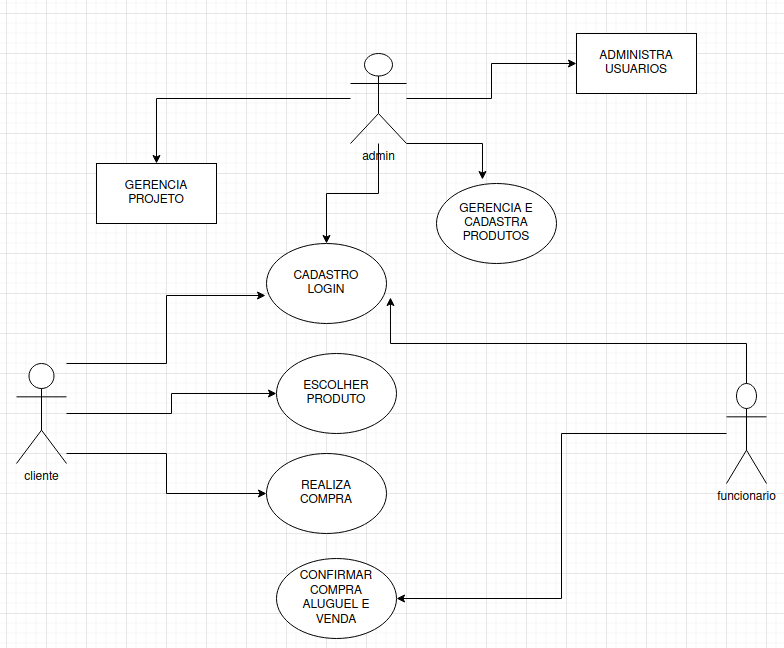 ADMINISTRA
USUARIOS
admin
GERENCIA
PROJETO
GERENCIA E
CADASTRA
PRODUTOS
CADASTRO
LOGIN
ESCOLHER
PRODUTO
cliente
REALIZA
COMPRA
funcionario
CONFIRMAR
COMPRA
ALUGUEL E
VENDA